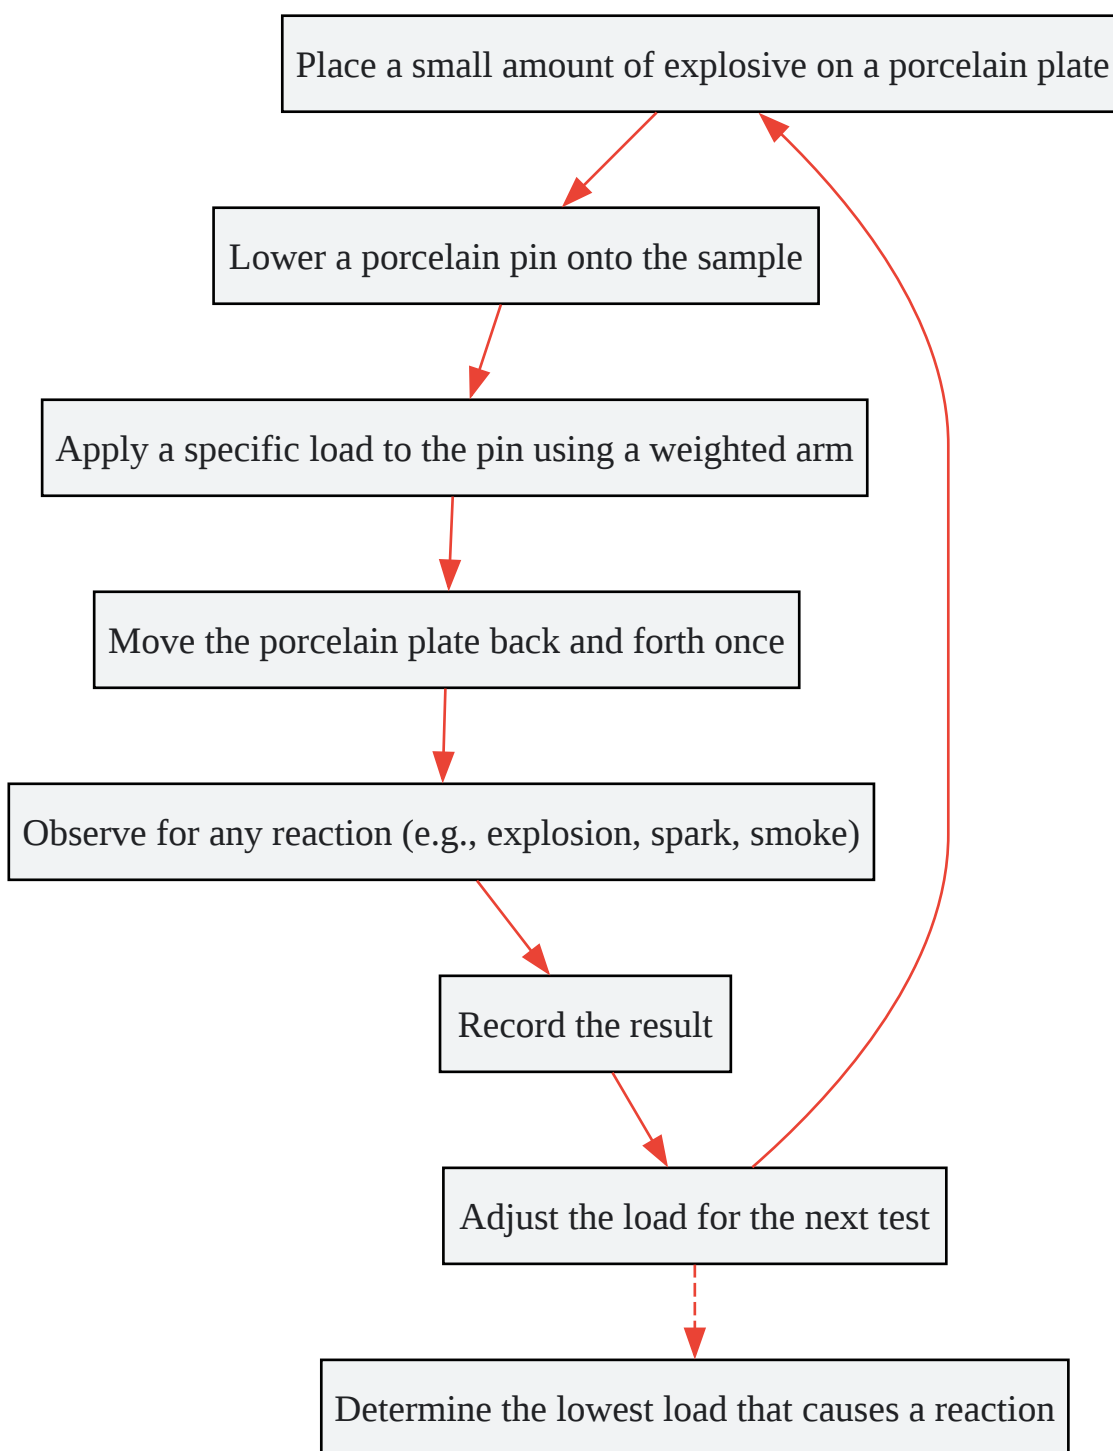 Place a small amount of explosive on a porcelain plate
Lower a porcelain pin onto the sample
Apply a specific load to the pin using a weighted arm
Move the porcelain plate back and forth once
Observe for any reaction (e.g., explosion, spark, smoke)
Record the result
Adjust the load for the next test
Determine the lowest load that causes a reaction